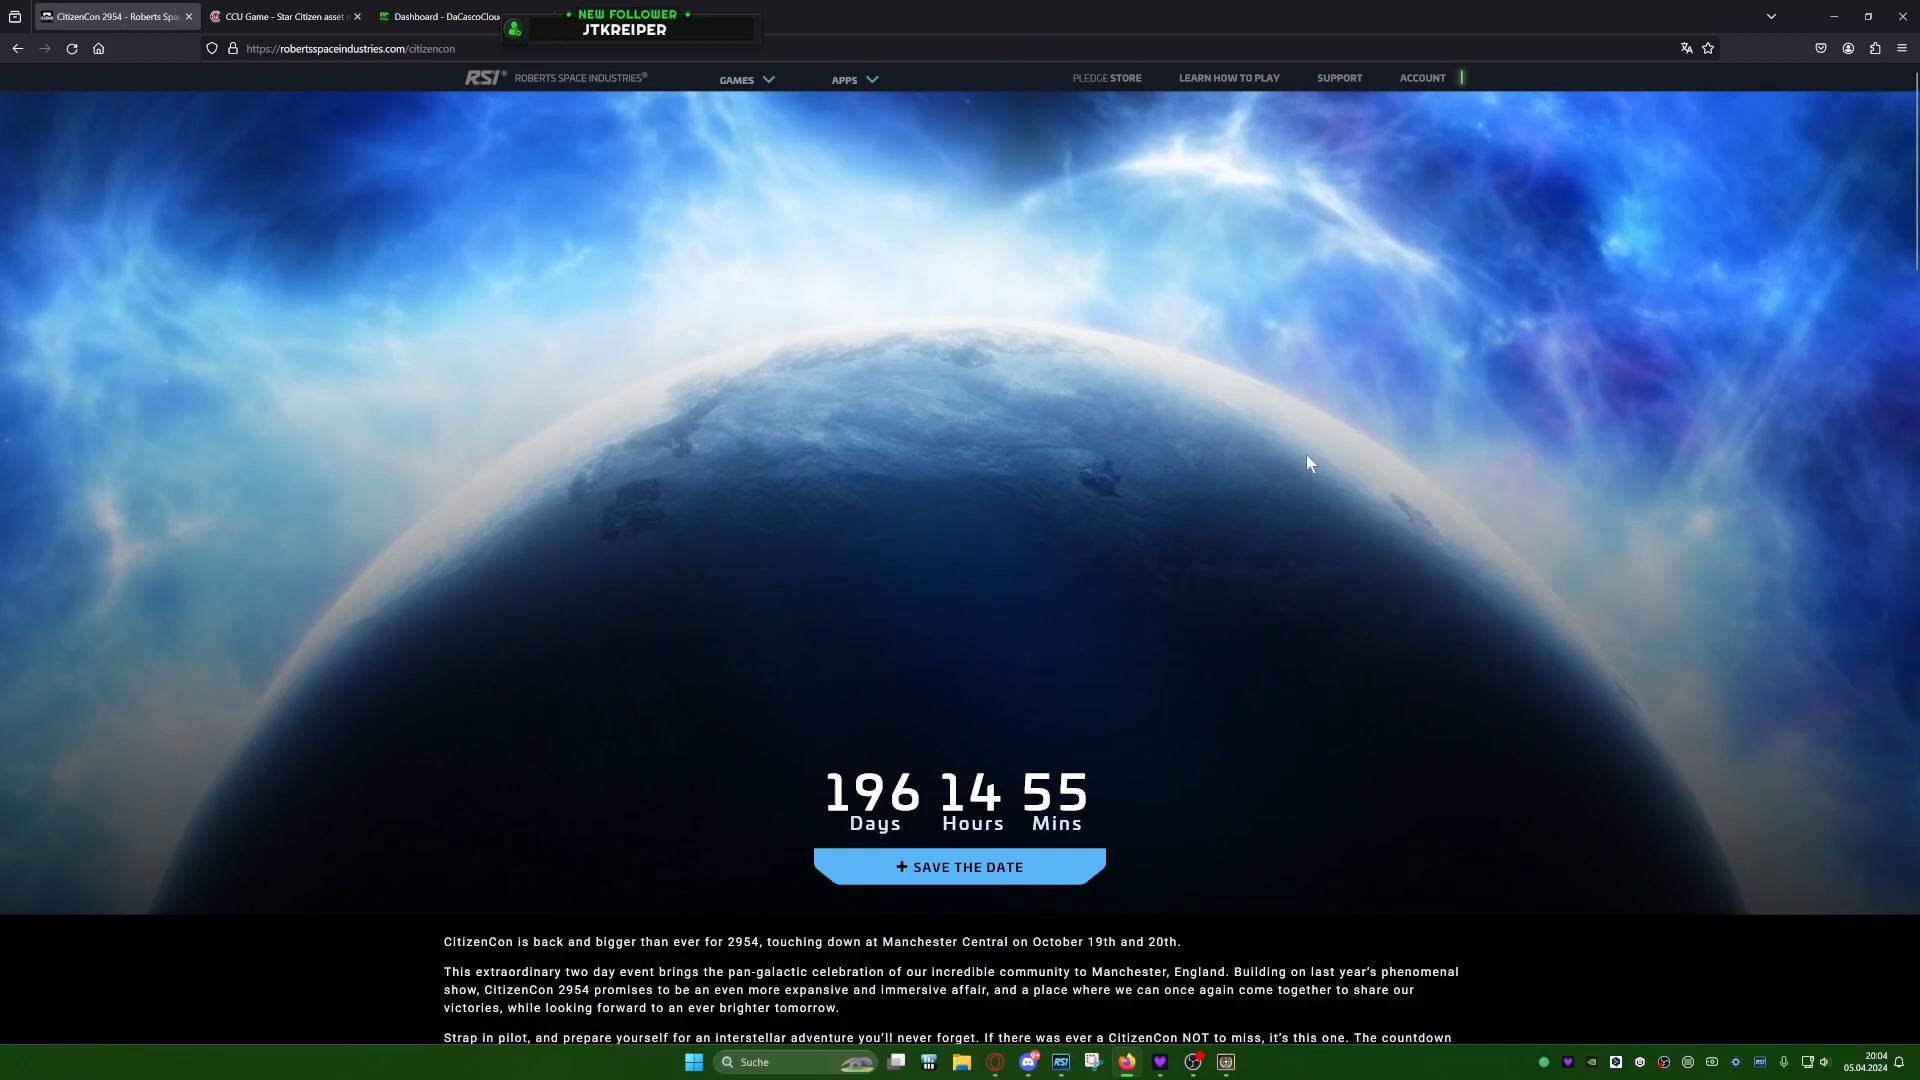 CitizenCon 2954 - Roberts Spac
CCU Game - Star Citizen asset
Dashboard - DaCascoClou
NEW FOLLOWER
JTKREIPER
https://robertsspaceindustries.com/citizencon
RSI ROBERTS SPACE INDUSTRIES®
GAMES
APPS
PLEDGE STORE
LEARN HOW TO PLAY
SUPPORT
ACCOUNT
196 14 55
Days Hours Mins
+ SAVE THE DATE
CitizenCon is back and bigger than ever for 2954, touching down at Manchester Central on October 19th and 20th.
This extraordinary two day event brings the pan-galactic celebration of our incredible community to Manchester, England. Building on last year's phenomenal
show, CitizenCon 2954 promises to be an even more expansive and immersive affair, and a place where we can once again come together to share our
victories, while looking forward to an ever brighter tomorrow.
Strap in pilot, and prepare yourself for an interstellar adventure you'll never forget. If there was ever a CitizenCon NOT to miss, it's this one. The countdown
Suche
RSI
20:04
05.04.2024